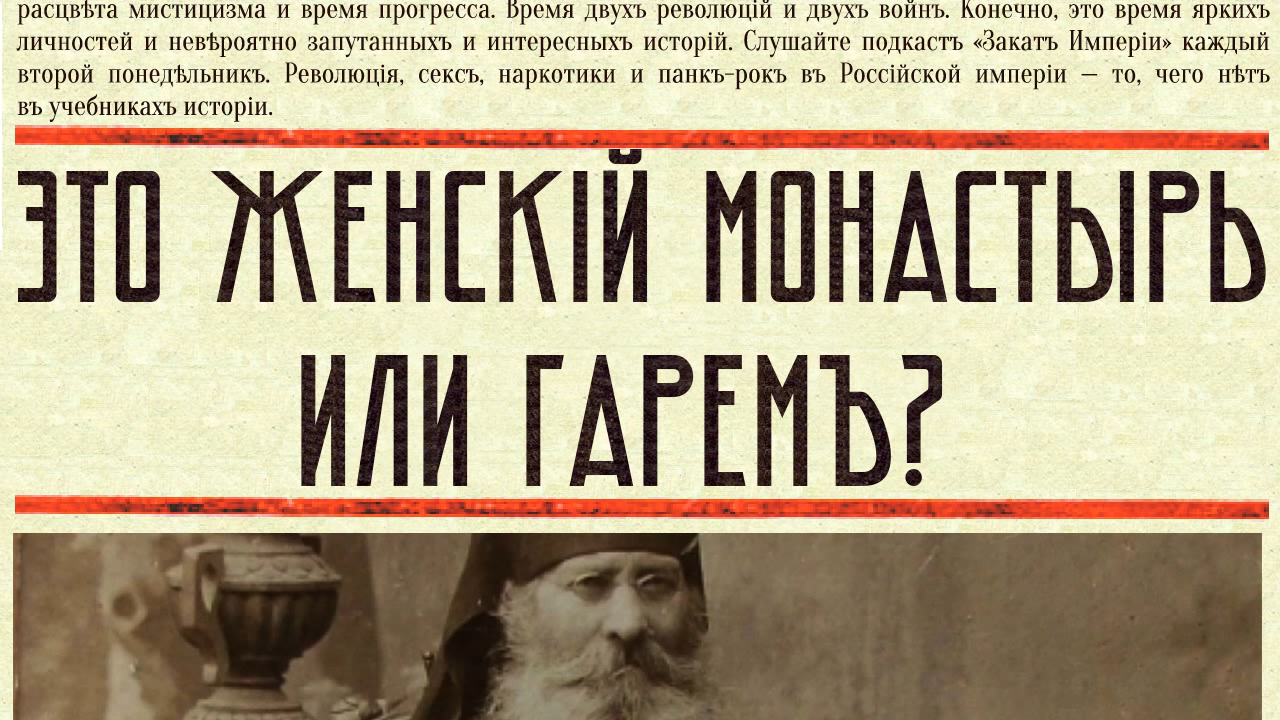 расцвѣта мистицизма и время прогресса. Время двухъ революцій и двухъ войнъ. Конечно, это время яркихъ
личностей и невѣроятно запутанныхъ и интересныхъ исторій. Слушайте подкастъ «Закатъ Имперіи» каждый
второй понедѣльникъ. Революція, сексъ, наркотики и панкъ-рокъ въ Россійской имперіи — то, чего нѣтъ
въ учебникахъ исторіи.
ЭТО ЖЕНСКІЙ МОНАСТЫРЬ
ИЛИ ГАРЕМЪ?